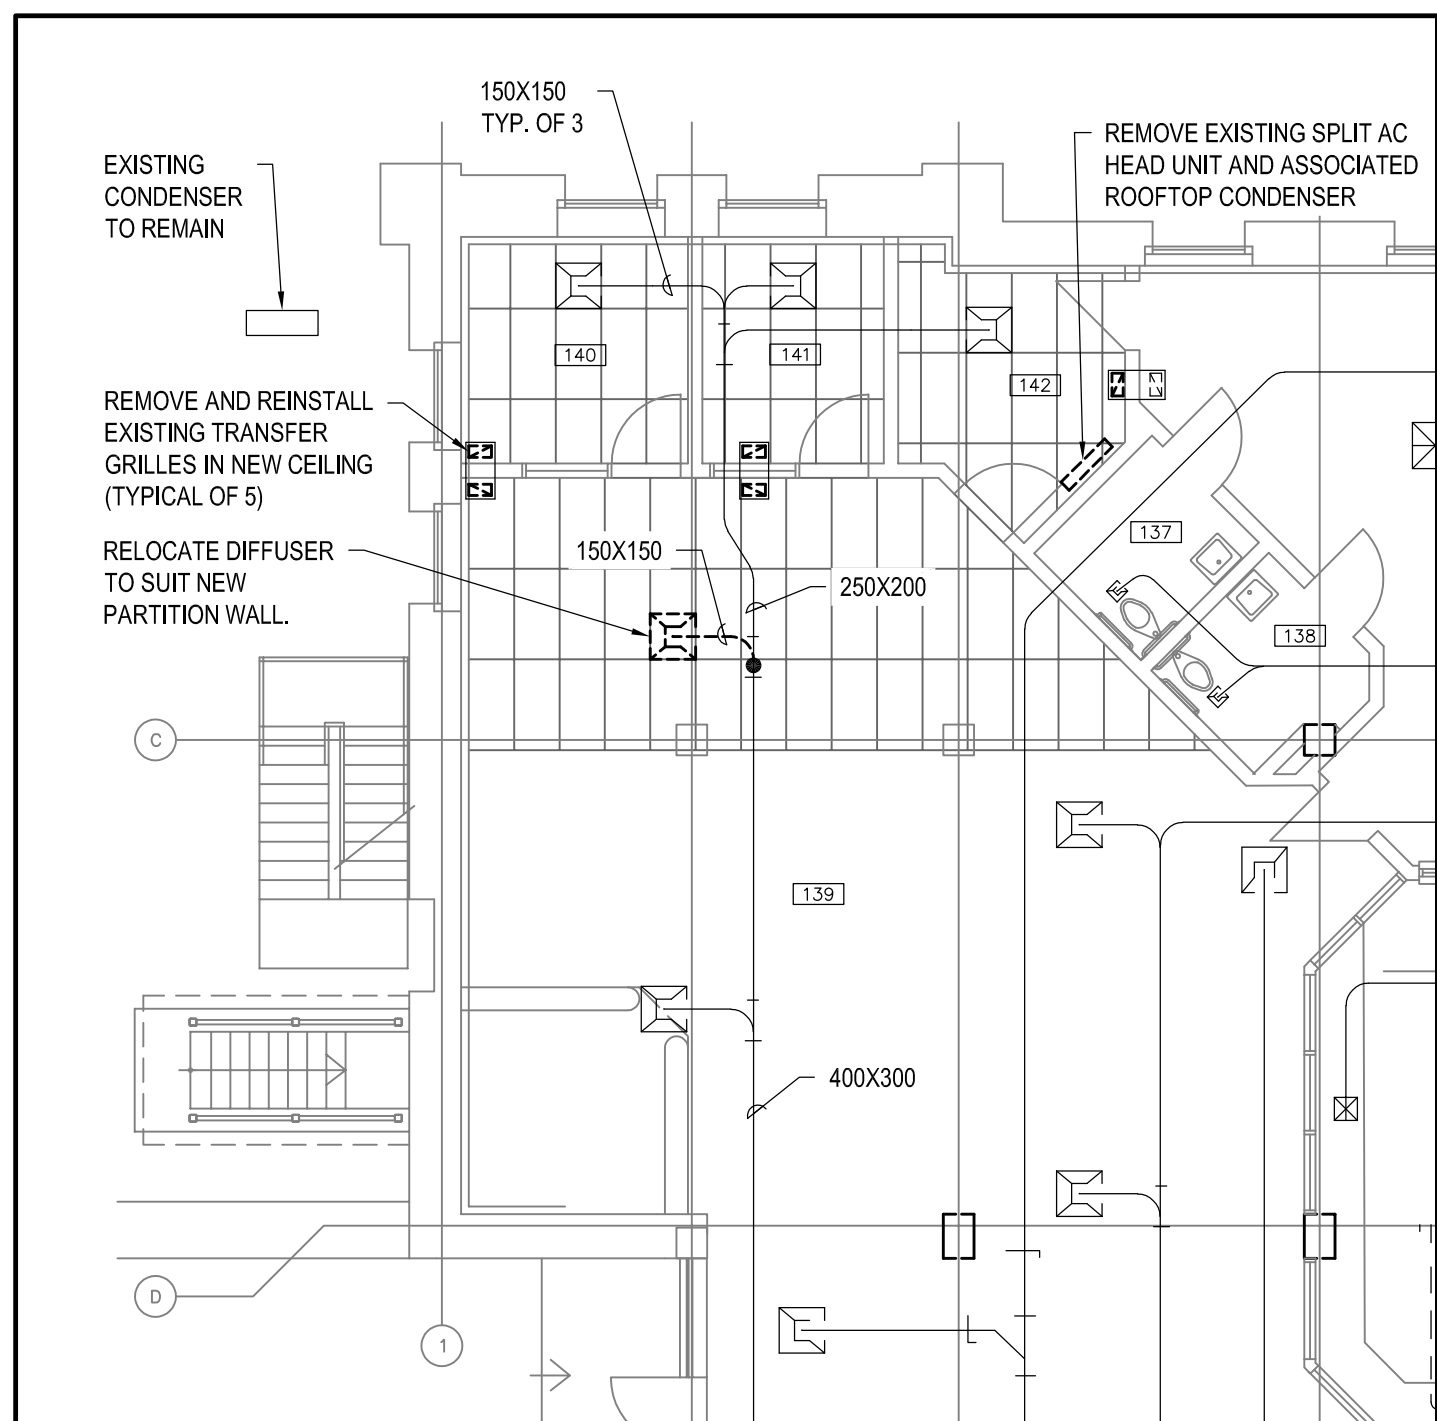 150X150
TYP. OF 3
REMOVE EXISTING SPLIT AC
HEAD UNIT AND ASSOCIATED
ROOFTOP CONDENSER
EXISTING
CONDENSER
TO REMAIN
140
141
142
REMOVE AND REINSTALL
EXISTING TRANSFER
GRILLES IN NEW CEILING
(TYPICAL OF 5)
137
RELOCATE DIFFUSER
TO SUIT NEW
PARTITION WALL.
150X150
250X200
138
C
139
400X300
D
1